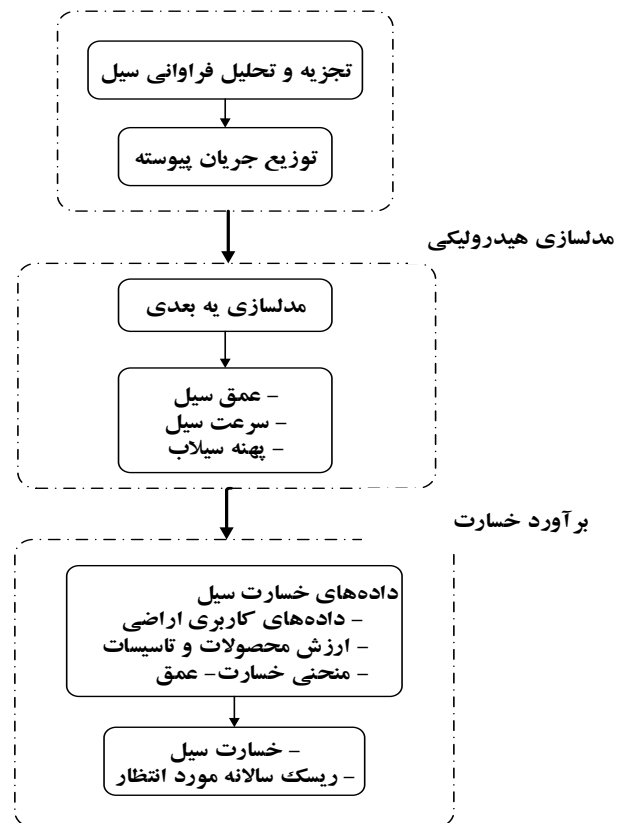 تجزیه و تحلیل فراوانی سیل
توزیع جریان پیوسته
مدلسازی هیدرولیکی
مدلسازی یه بعدی
- عمق سیل
- سرعت سیل
- پهنه سیلاب
برآورد خسارت
داده‌های خسارت سیل
- داده‌های کاربری اراضی
- ارزش محصولات و تاسیسات
- منحنی خسارت- عمق
- خسارت سیل
- ریسک سالانه مورد انتظار